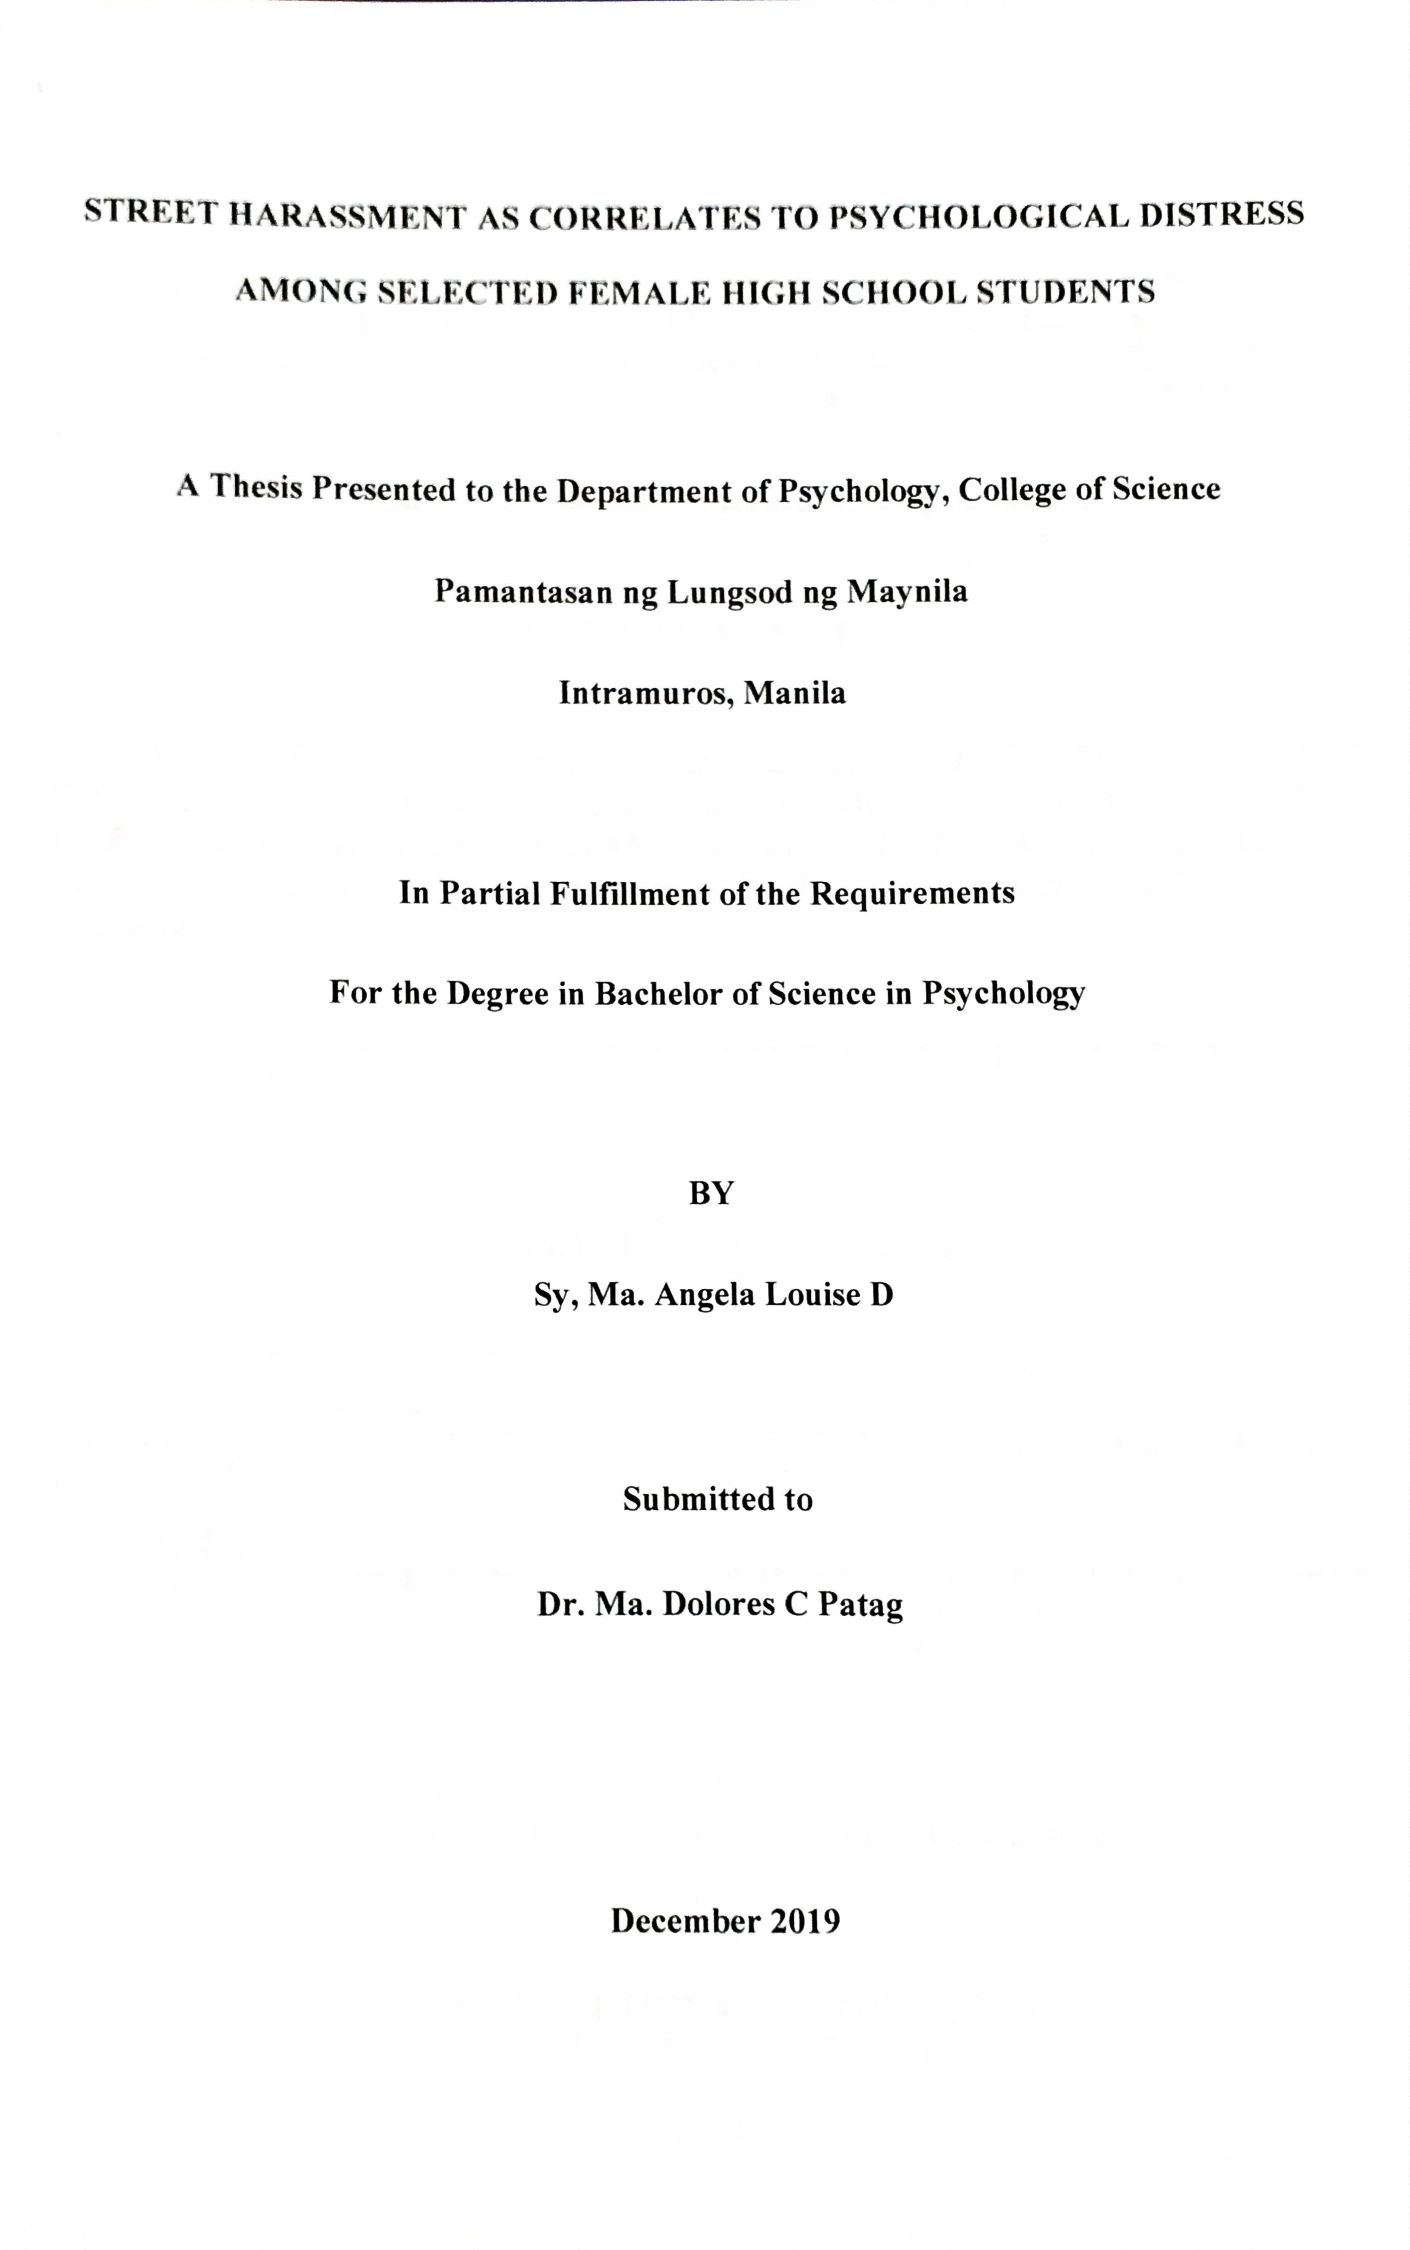 STREET HARASSMENT AS CORRELATES TO PSYCHOLOGICAL DISTRESS
AMONG SELECTED FEMALE HIGH SCHOOL STUDENTS
A Thesis Presented to the Department of Psychology, College of Science
Pamantasan ng Lungsod ng Maynila
Intramuros, Manila
In Partial Fulfillment of the Requirements
For the Degree in Bachelor of Science in Psychology
BY
Sy, Ma. Angela Louise D
Submitted to
Dr. Ma. Dolores C Patag
December 2019